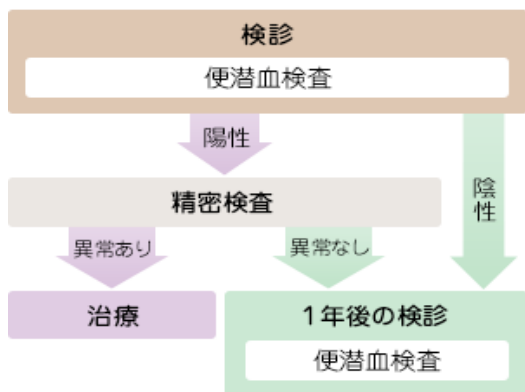 検診
便潜血検査
陽性
陰性
精密検査
異常あり
異常なし
治療
1年後の検診
便潜血検査